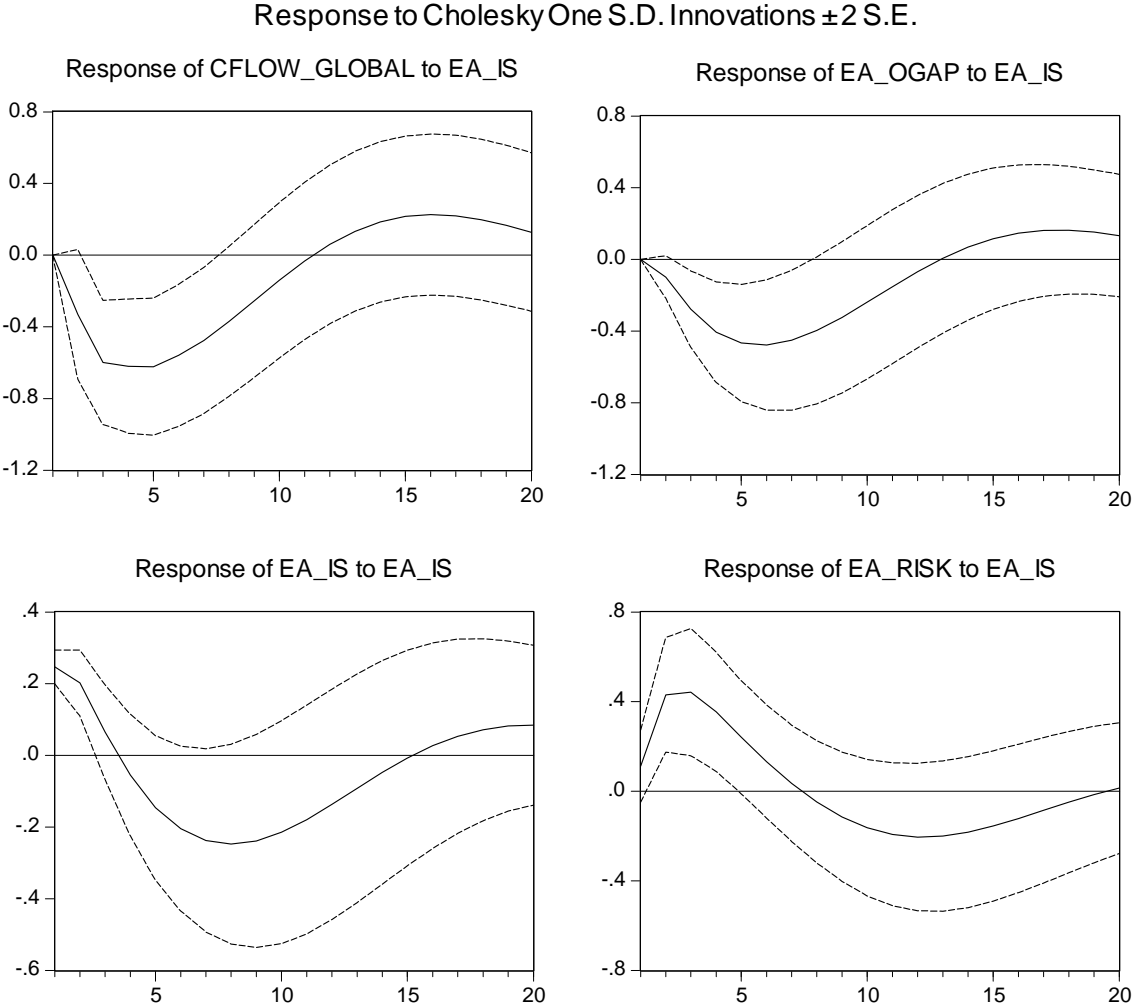 Response to Cholesky One S.D. Innovations ±2 S.E.
Response of CFLOW_GLOBAL to EA_IS
0.8
0.4
0.0
-0.4
-0.8
-1.2
5 10 15 20
Response of EA_OGAP to EA_IS
0.8
0.4
0.0
-0.4
-0.8
-1.2
5 10 15 20
Response of EA_IS to EA_IS
.4
.2
.0
-.2
-.4
-.6
5 10 15 20
Response of EA_RISK to EA_IS
.8
.4
.0
-.4
-.8
5 10 15 20